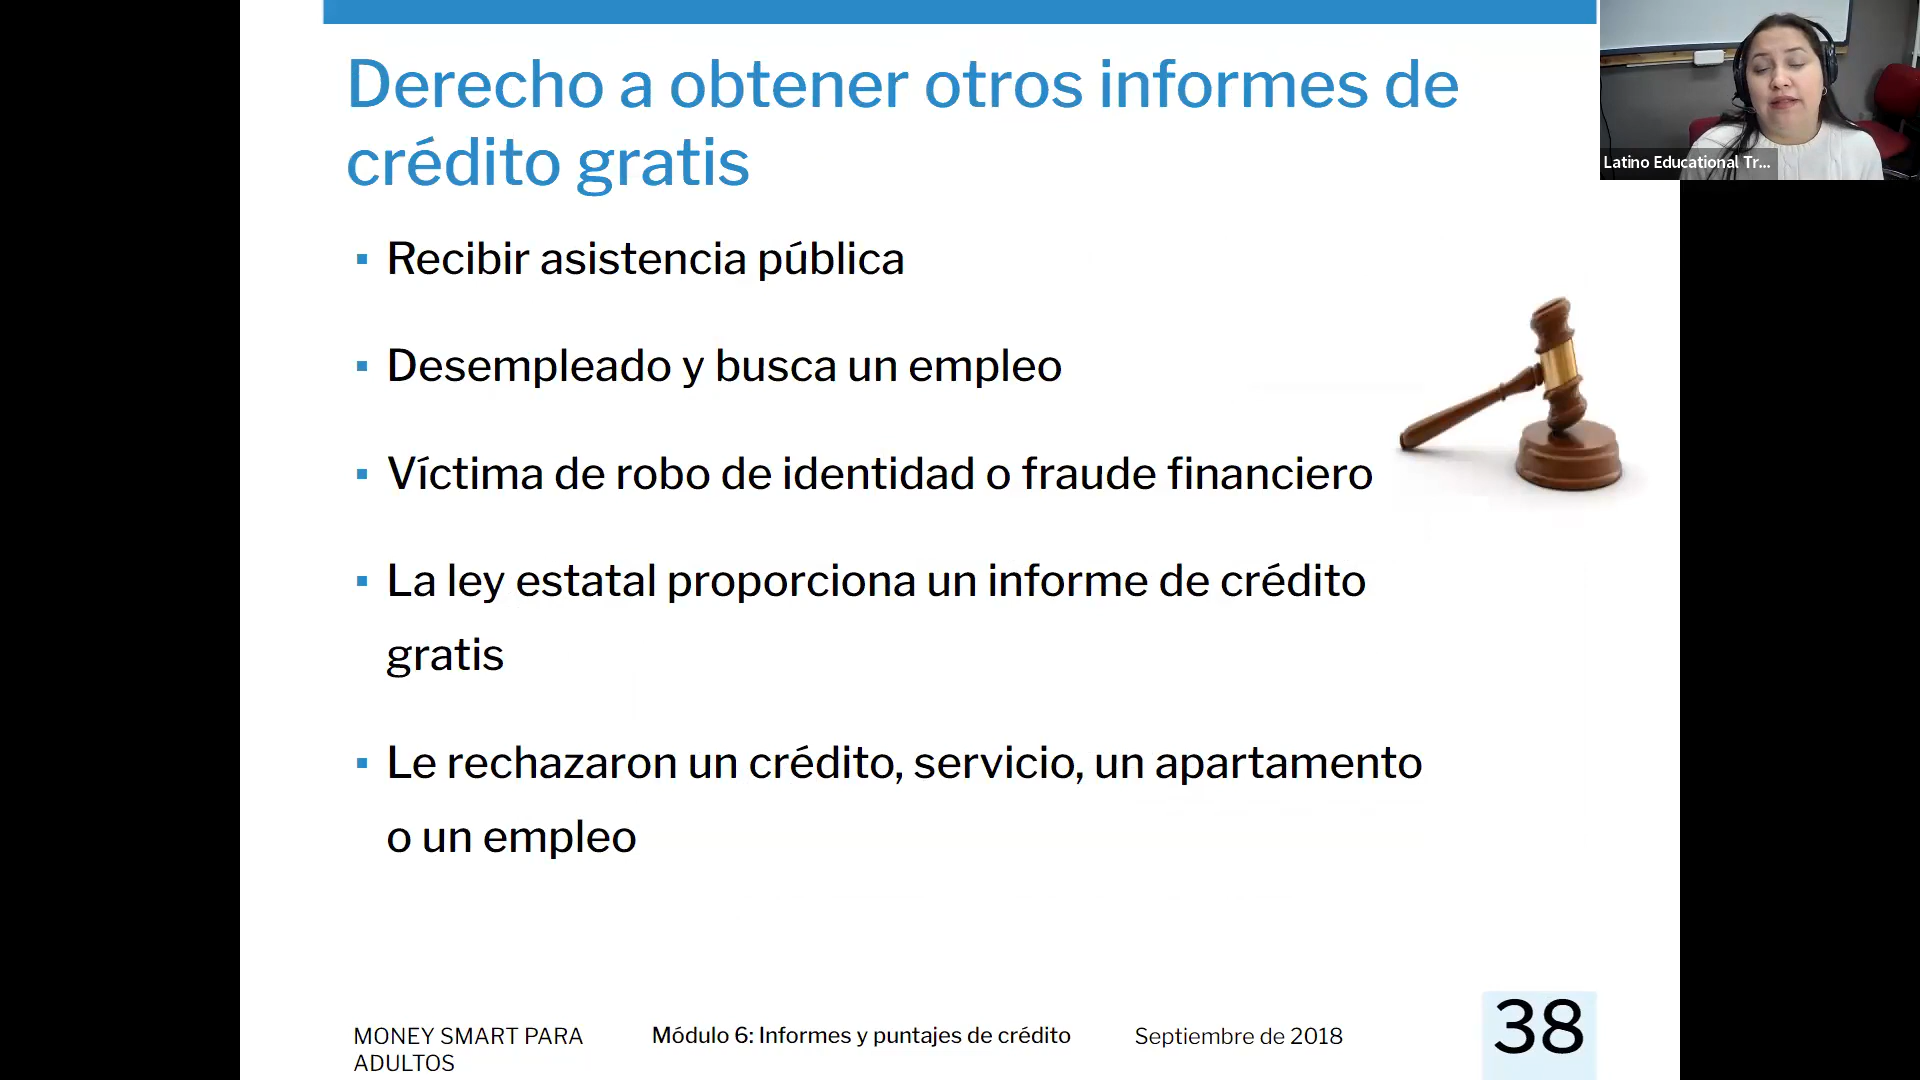 Derecho a obtener otros informes de
crédito gratis
Latino Educational Tr...
▪ Recibir asistencia pública
▪ Desempleado y busca un empleo
▪ Víctima de robo de identidad o fraude financiero
▪ La ley estatal proporciona un informe de crédito
gratis
▪ Le rechazaron un crédito, servicio, un apartamento
o un empleo
MONEY SMART PARA
ADULTOS
Módulo 6: Informes y puntajes de crédito
Septiembre de 2018
38